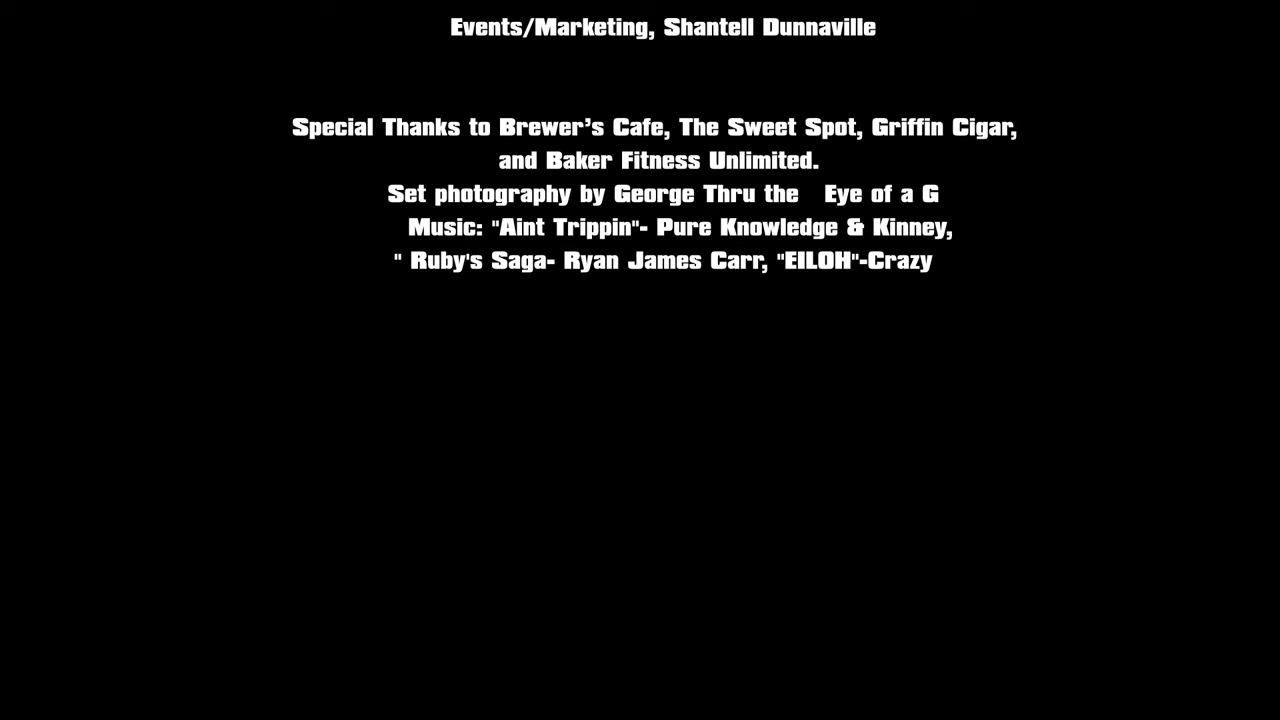 Events/Marketing, Shantell Dunnaville
Special Thanks to Brewer’s Cafe, The Sweet Spot, Griffin Cigar,
and Baker Fitness Unlimited.
Set photography by George Thru the Eye of a G
Music: "Aint Trippin"- Pure Knowledge & Kinney,
" Ruby's Saga- Ryan James Carr, "EILOH"-Crazy